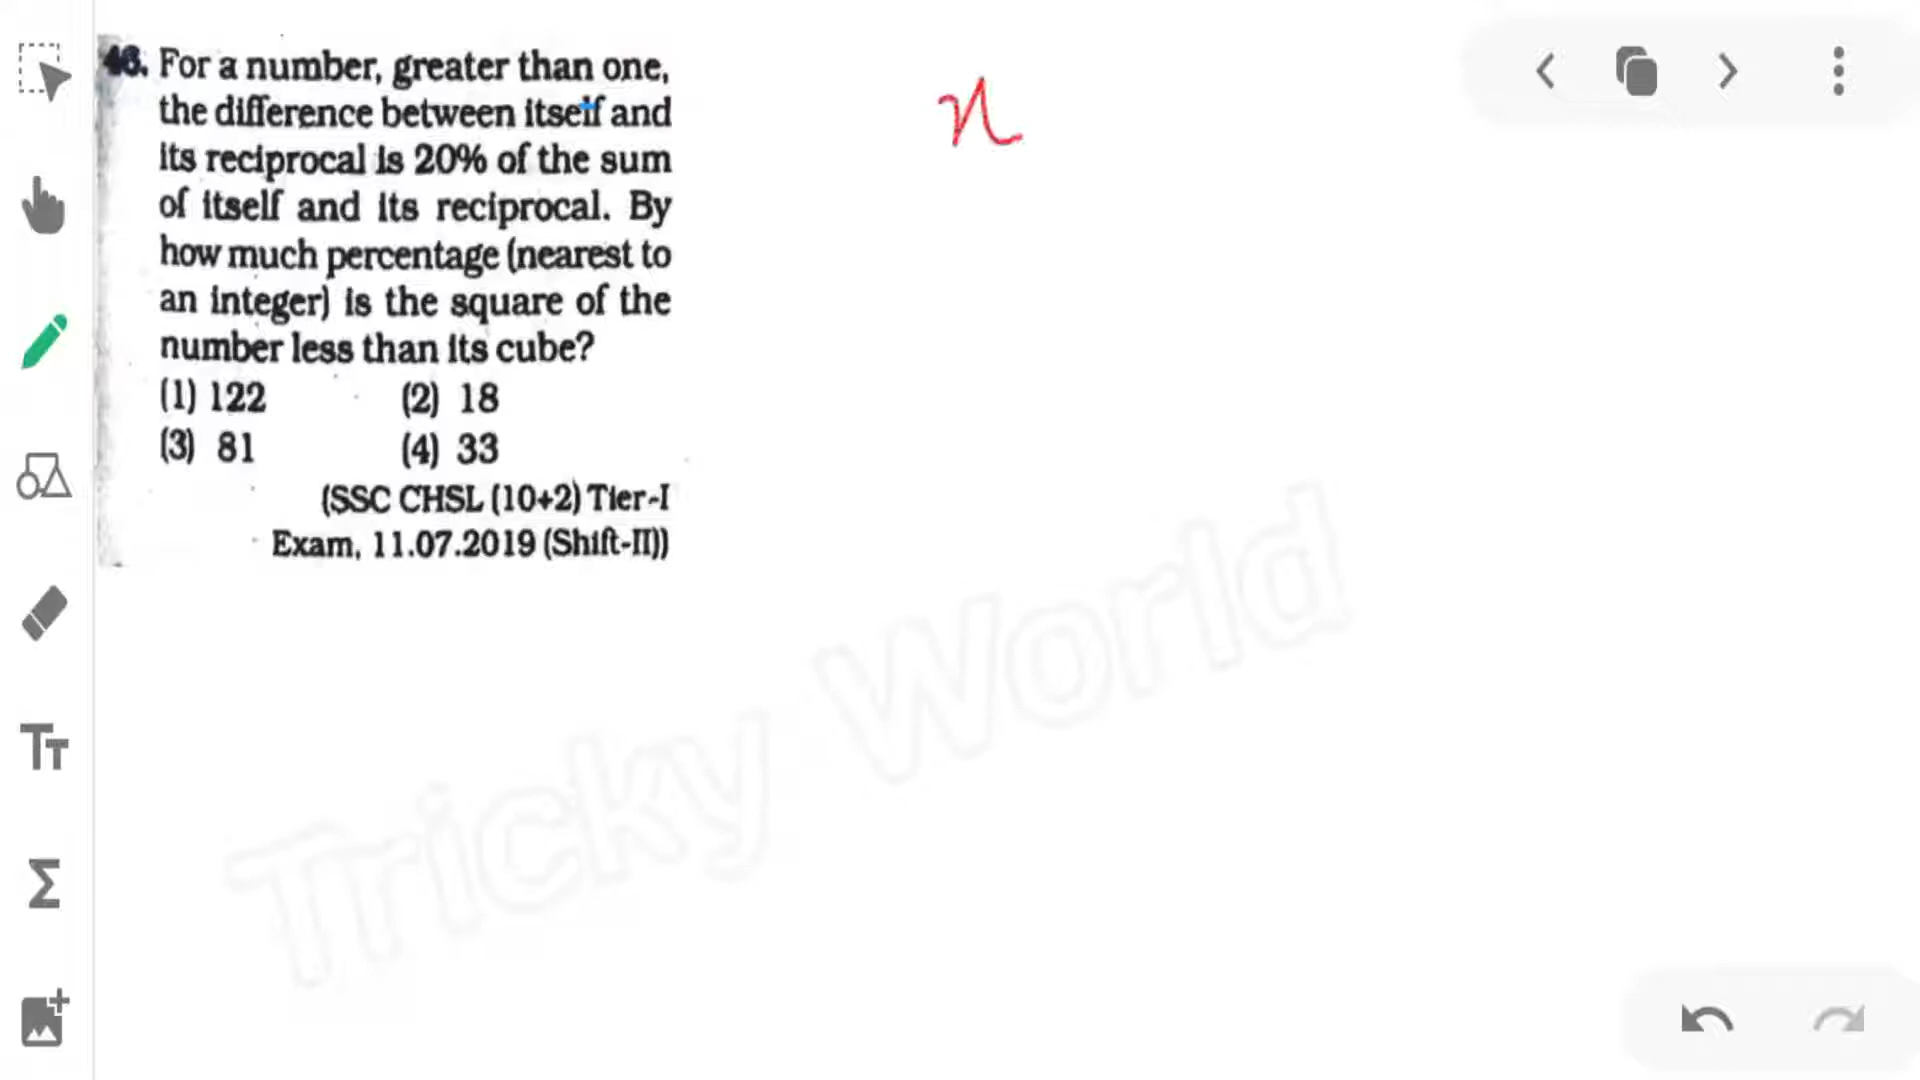 46. For a number, greater than one,
the difference between itself and
its reciprocal is 20% of the sum
of itself and its reciprocal. By
how much percentage (nearest to
an integer) is the square of the
number less than its cube?
(1) 122 (2) 18
(3) 81 (4) 33
(SSC CHSL (10+2) Tier-I
Exam, 11.07.2019 (Shift-II))
x
Tricky World
Tт
Σ